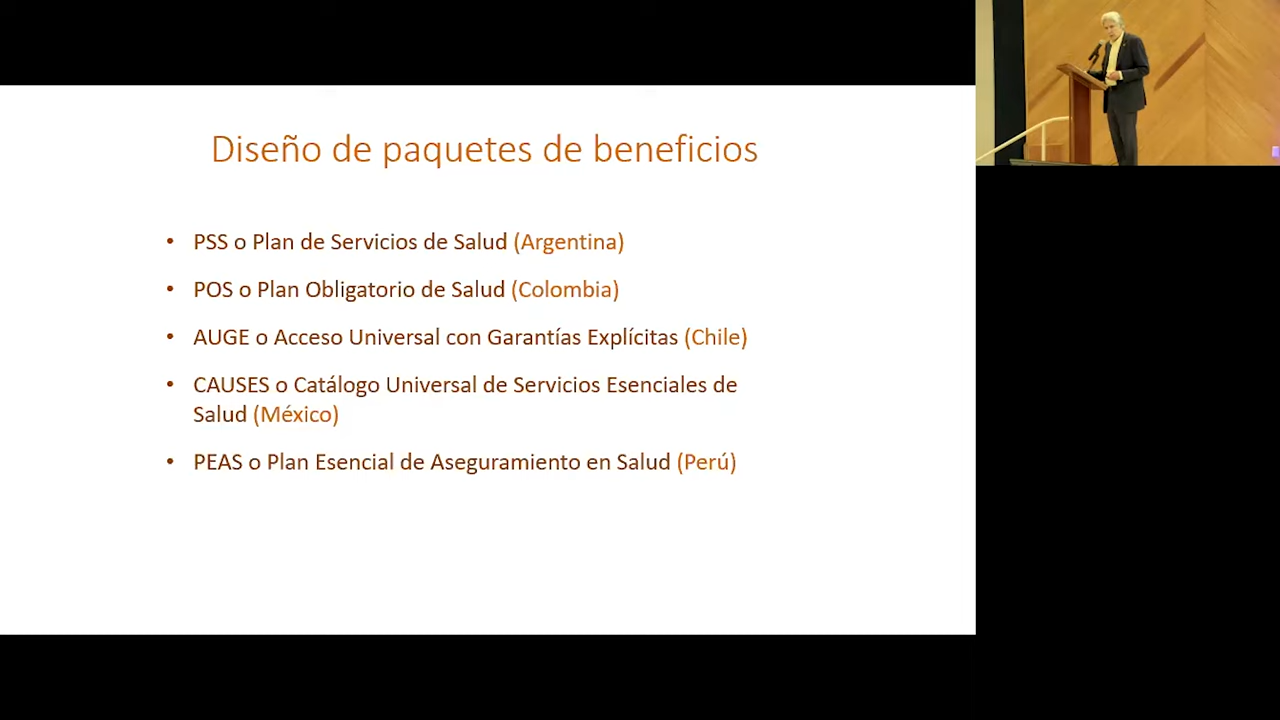 Diseño de paquetes de beneficios
• PSS o Plan de Servicios de Salud (Argentina)
• POS o Plan Obligatorio de Salud (Colombia)
• AUGE o Acceso Universal con Garantías Explícitas (Chile)
• CAUSES o Catálogo Universal de Servicios Esenciales de
Salud (México)
• PEAS o Plan Esencial de Aseguramiento en Salud (Perú)